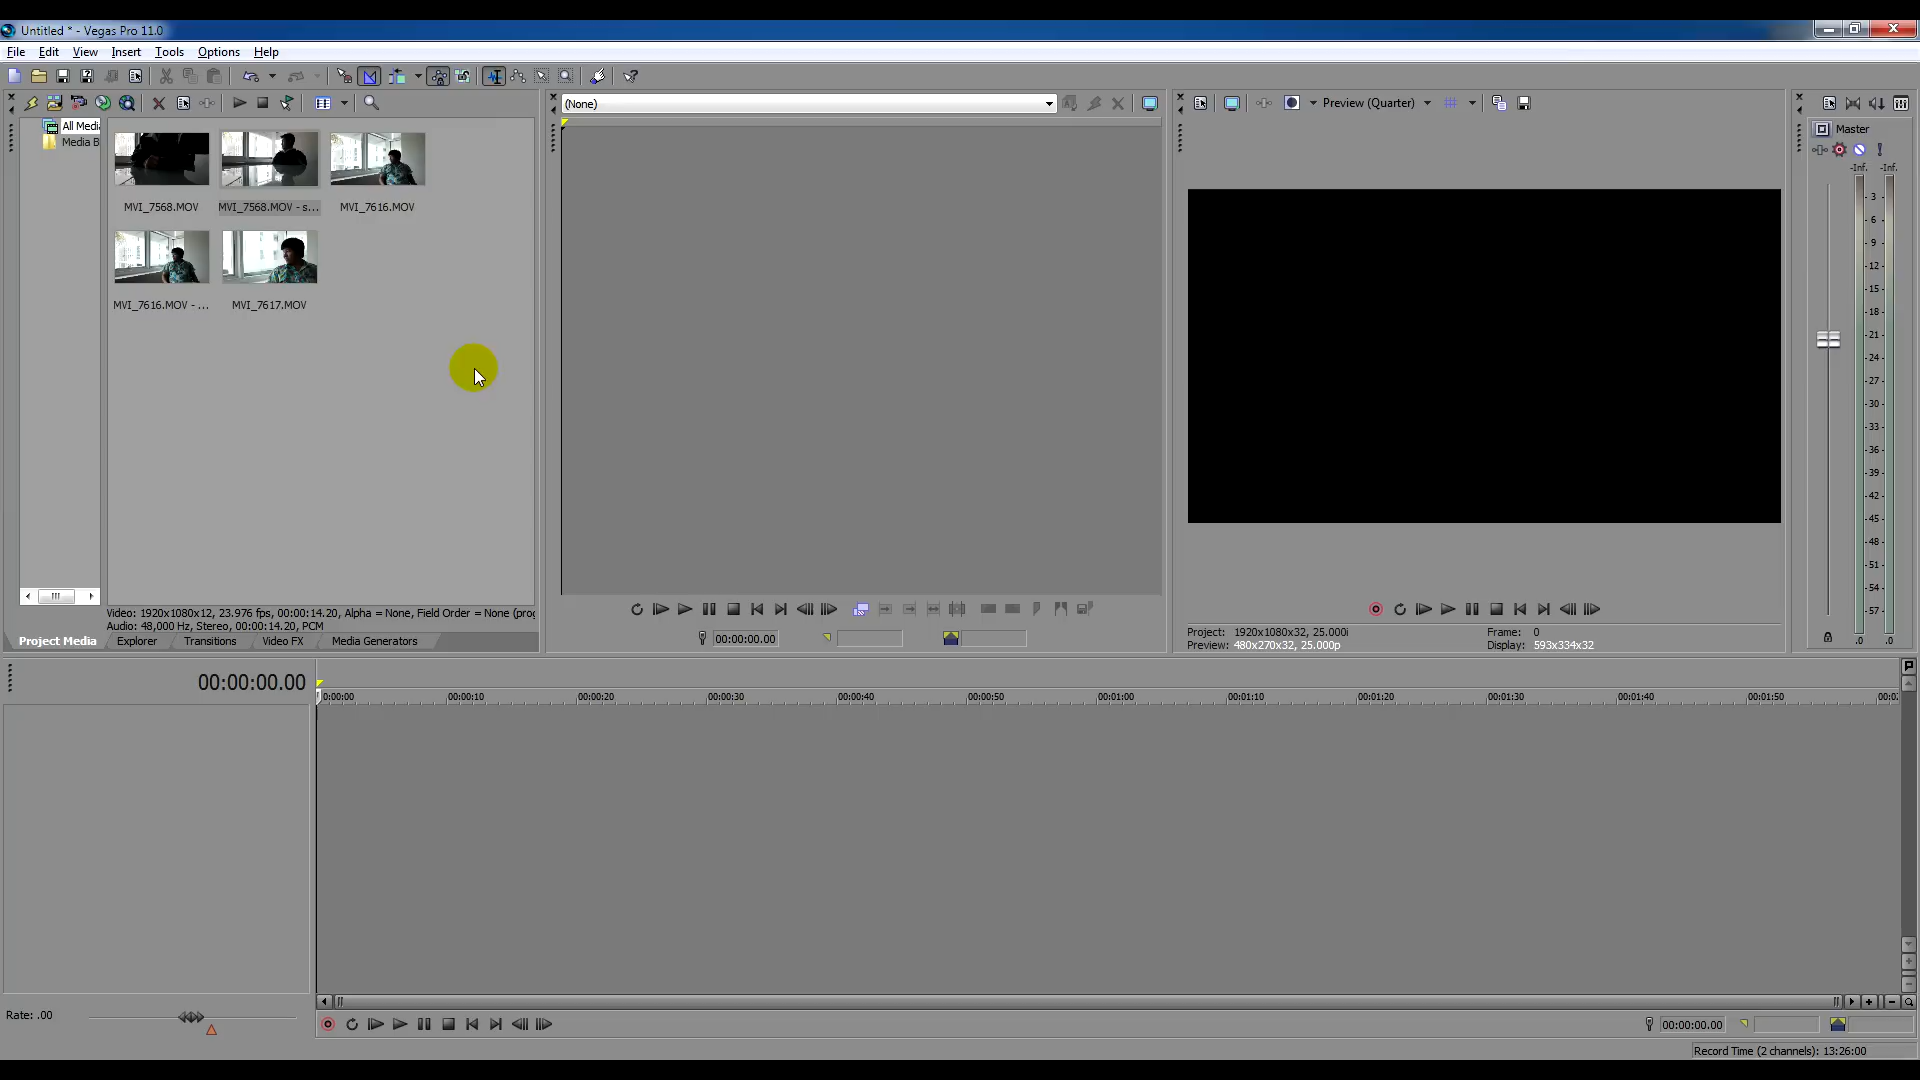 Untitled * - Vegas Pro 11.0
File Edit View Insert Tools Options Help
(None)
Preview (Quarter)
All Media
Media B
Master
-Inf. -Inf.
MVI_7568.MOV MVI_7568.MOV - s... MVI_7616.MOV
MVI_7616.MOV - ... MVI_7617.MOV
- 3 -
- 6 -
- 9 -
- 12 -
- 15 -
- 18 -
- 21 -
- 24 -
- 27 -
- 30 -
- 33 -
- 36 -
- 39 -
- 42 -
- 45 -
- 48 -
- 51 -
- 54 -
- 57 -
.0 .0
Video: 1920x1080x12, 23.976 fps, 00:00:14.20, Alpha = None, Field Order = None (prog
Audio: 48,000 Hz, Stereo, 00:00:14.20, PCM
Project Media Explorer Transitions Video FX Media Generators
00:00:00.00
Project: 1920x1080x32, 25.000i Frame: 0
Preview: 480x270x32, 25.000p Display: 593x334x32
00:00:00.00
0:00:00 00:00:10 00:00:20 00:00:30 00:00:40 00:00:50 00:01:00 00:01:10 00:01:20 00:01:30 00:01:40 00:01:50 00:0
Rate: .00
00:00:00.00
Record Time (2 channels): 13:26:00